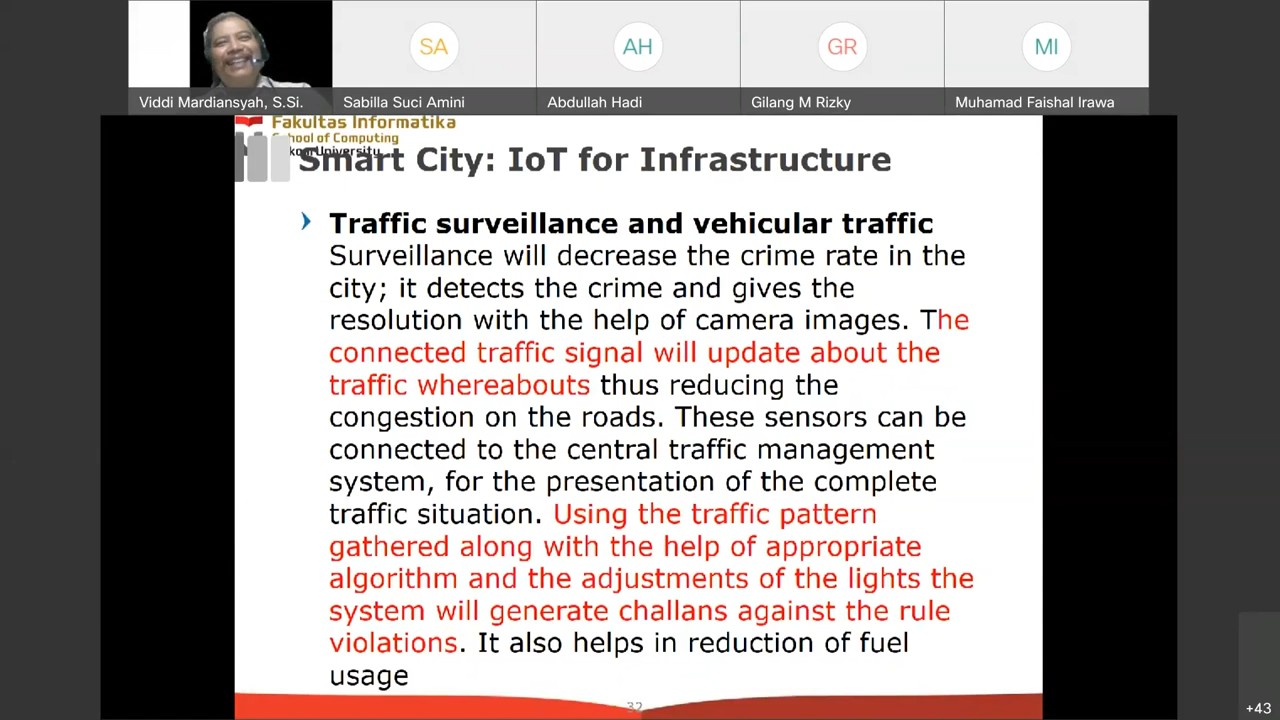 SA
AH
GR
MI
Viddi Mardiansyah, S.Si.
Sabilla Suci Amini
Abdullah Hadi
Gilang M Rizky
Muhamad Faishal Irawa
Fakultas Informatika
School of Computing
University
Smart City: IoT for Infrastructure
Traffic surveillance and vehicular traffic
Surveillance will decrease the crime rate in the
city; it detects the crime and gives the
resolution with the help of camera images. The
connected traffic signal will update about the
traffic whereabouts thus reducing the
congestion on the roads. These sensors can be
connected to the central traffic management
system, for the presentation of the complete
traffic situation. Using the traffic pattern
gathered along with the help of appropriate
algorithm and the adjustments of the lights the
system will generate challans against the rule
violations. It also helps in reduction of fuel
usage
32
+43